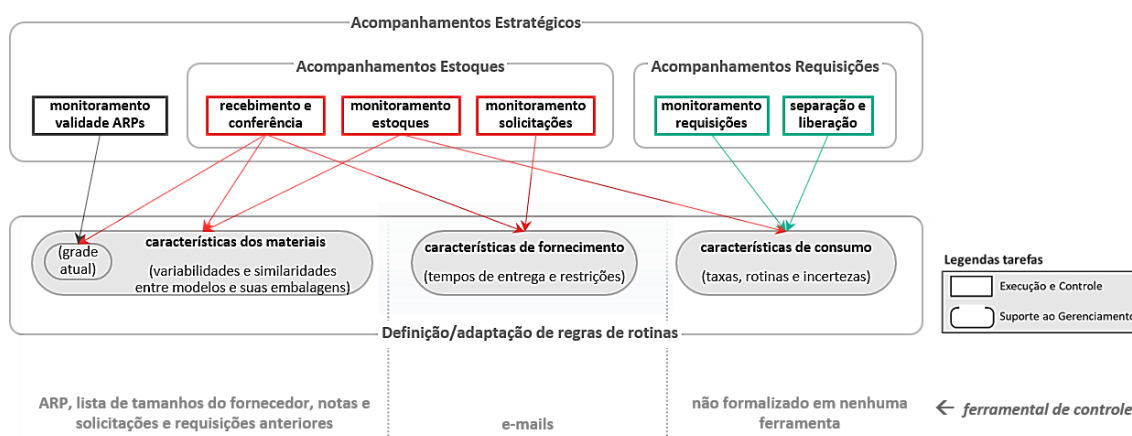 Acompanhamentos Estratégicos
Acompanhamentos Estoques
Acompanhamentos Requisições
monitoramento
validade ARPs
recebimento e
conferência
monitoramento
estoques
monitoramento
solicitações
monitoramento
requisições
separação e
liberação
(grade
atual)
características dos materiais
(variabilidades e similaridades
entre modelos e suas embalagens)
características de fornecimento
(tempos de entrega e restrições)
características de consumo
(taxas, rotinas e incertezas)
Definição/adaptação de regras de rotinas
Legendas tarefas
Execução e Controle
Suporte ao Gerenciamento
ARP, lista de tamanhos do fornecedor, notas e
solicitações e requisições anteriores
e-mails
não formalizado em nenhuma
ferramenta
← ferramental de controle